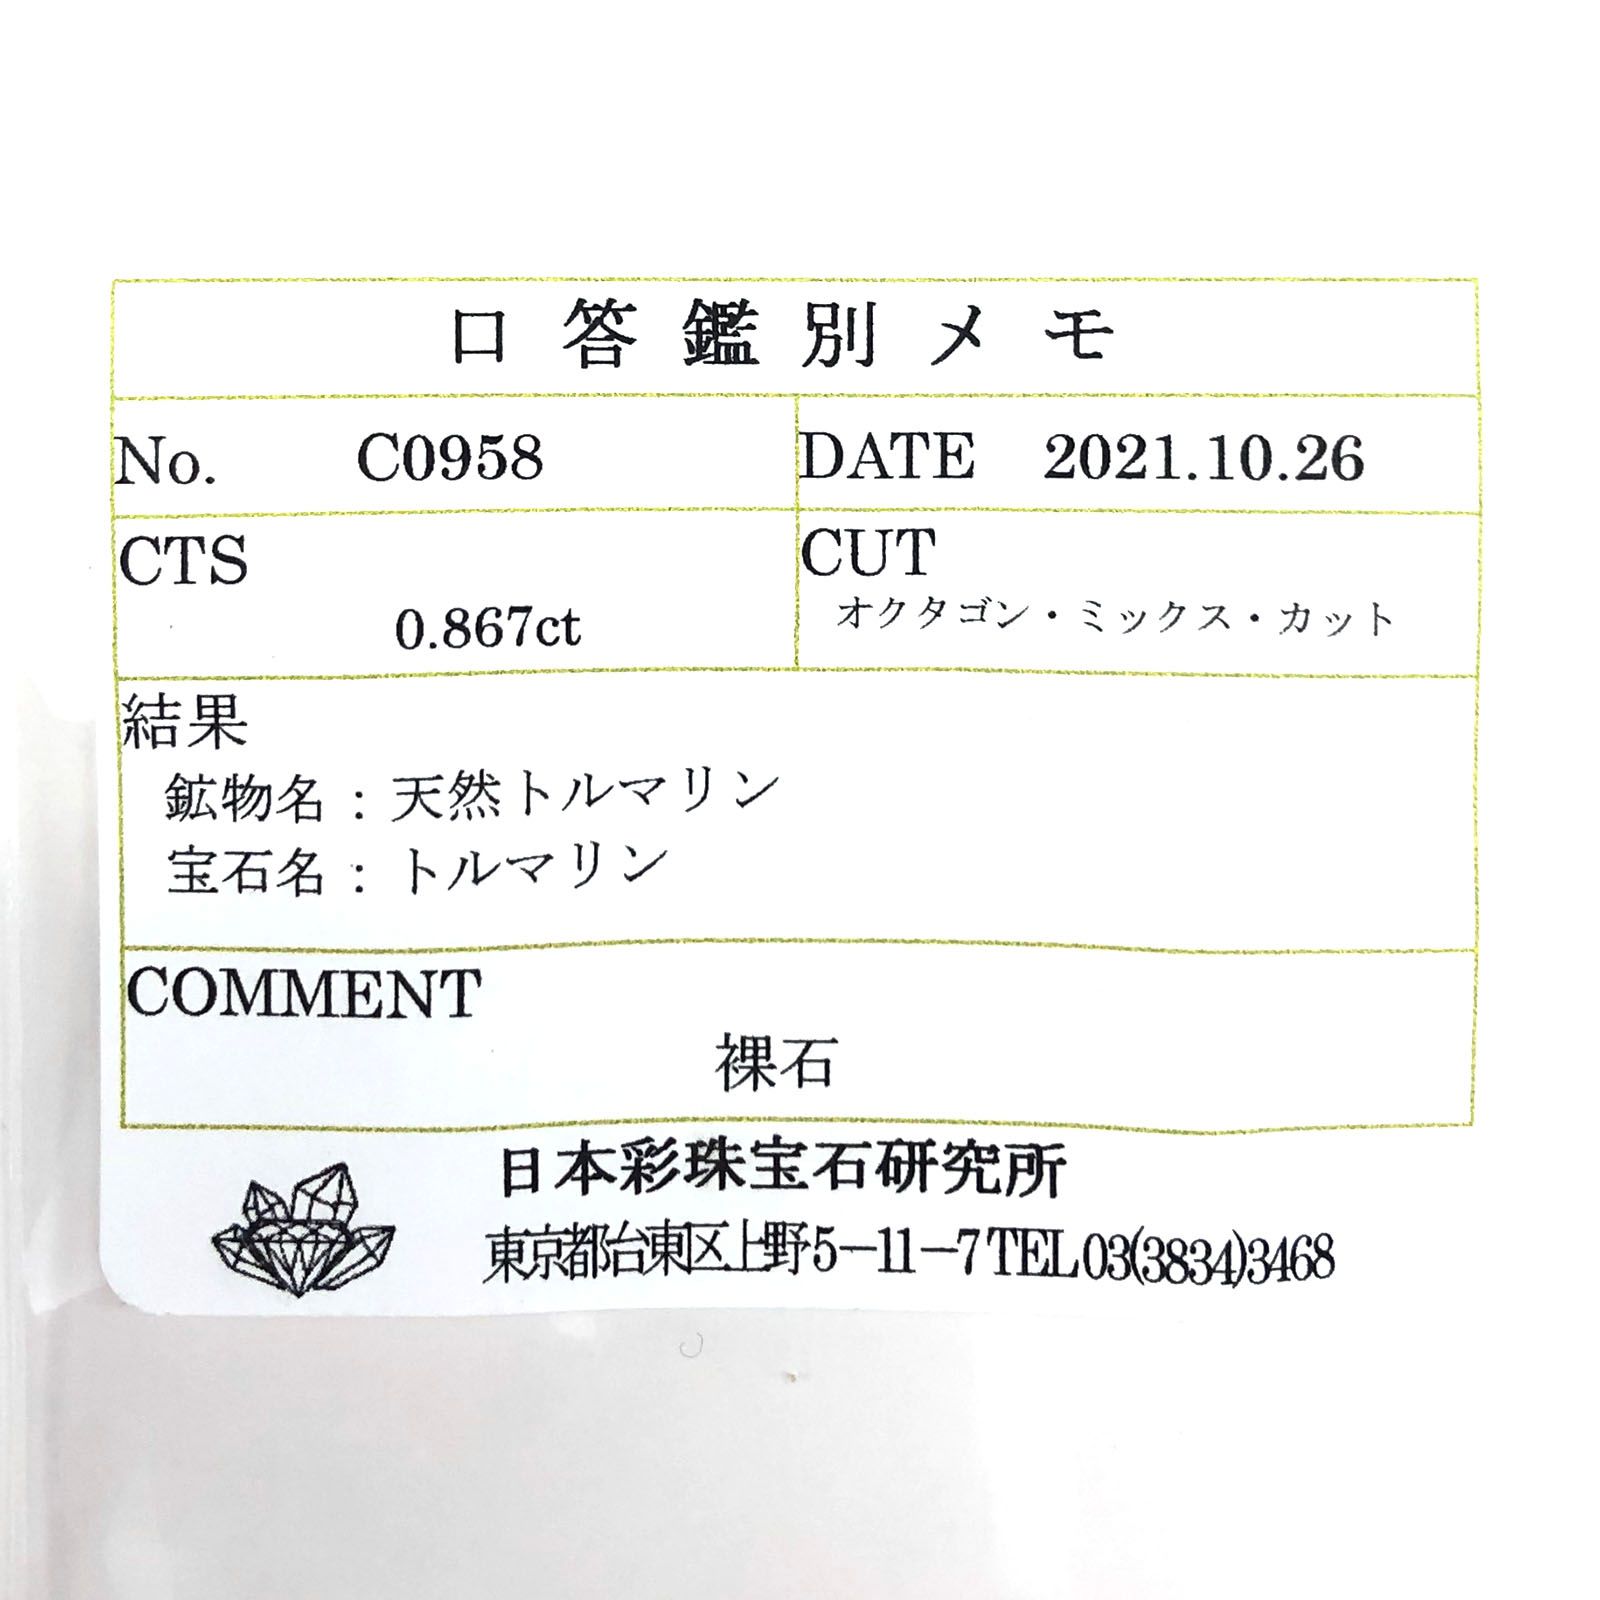 口答鑑別メモ
No. C0958 DATE 2021.10.26
CTS CUT
0.867ct オクタゴン・ミックス・カット
結果
鉱物名：天然トルマリン
宝石名：トルマリン
COMMENT
裸石
日本彩珠宝石研究所
東京都台東区上野5－11－7 TEL03(3834)3468